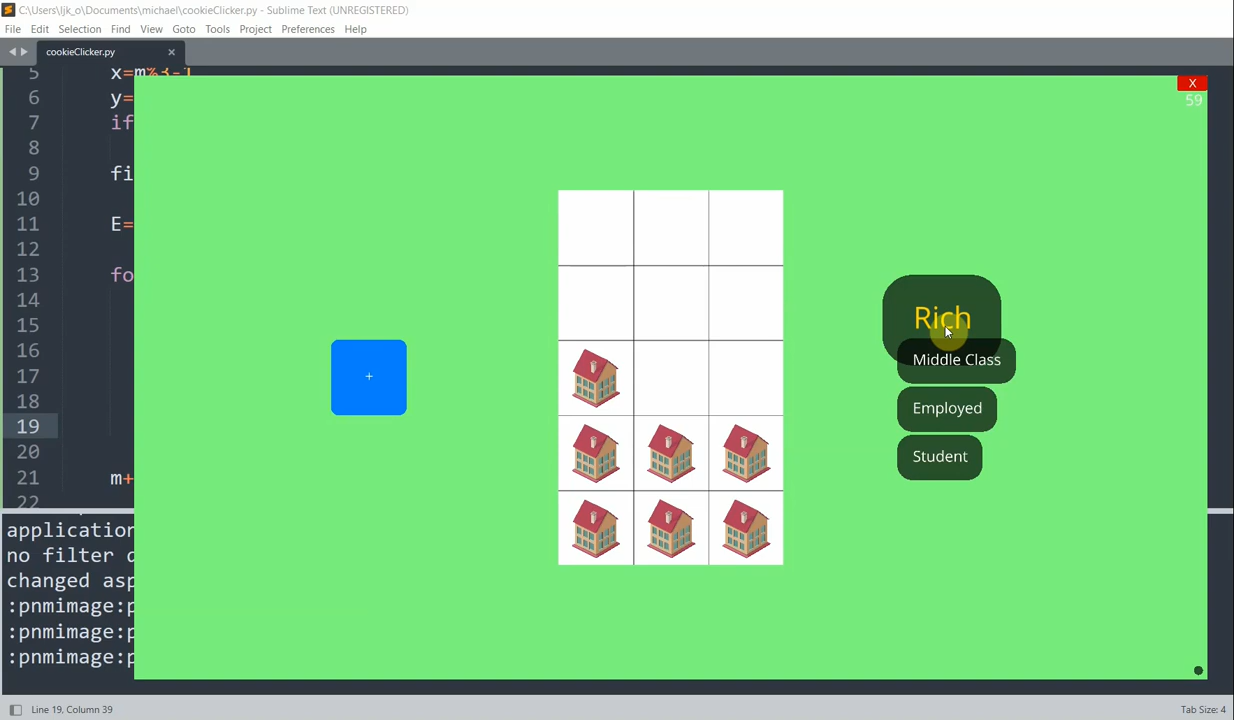 C:\Users\ljk_o\Documents\michael\cookieClicker.py - Sublime Text (UNREGISTERED)
File Edit Selection Find View Goto Tools Project Preferences Help
cookieClicker.py
5 x=m%3-1
6 y=
7 if
8
9 fi
10
11 E=
12
13 fo
14
15
16
17
18
19
20
21 m+
22
X
59
+
Rich
Middle Class
Employed
Student
application
no filter
changed asp
:pnmimage:p
:pnmimage:p
:pnmimage:p
Line 19, Column 39
Tab Size: 4